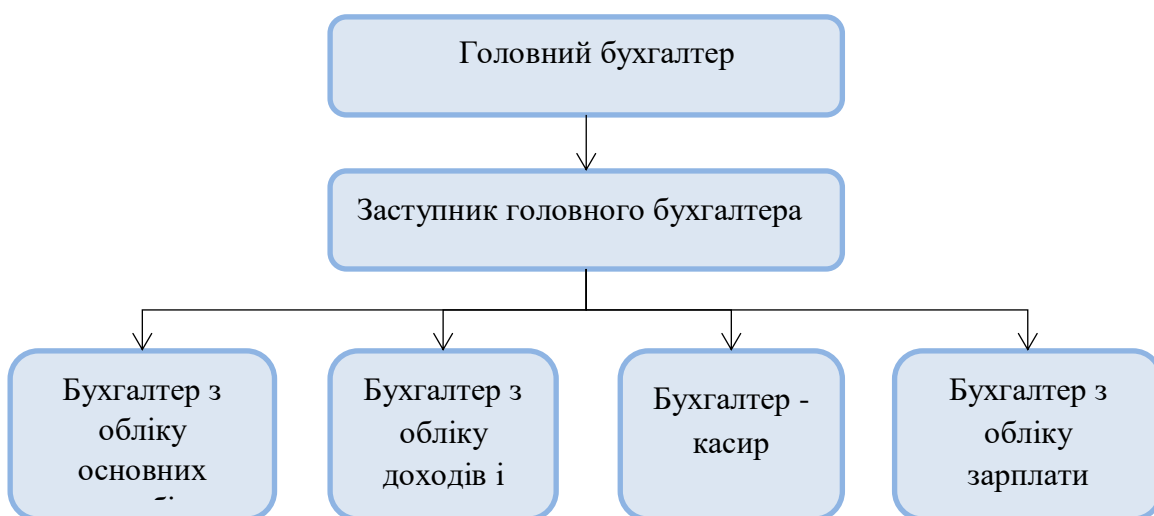 Головний бухгалтер
Заступник головного бухгалтера
Бухгалтер з
обліку
основних
Бухгалтер з
обліку
доходів і
Бухгалтер -
касир
Бухгалтер з
обліку
зарплати